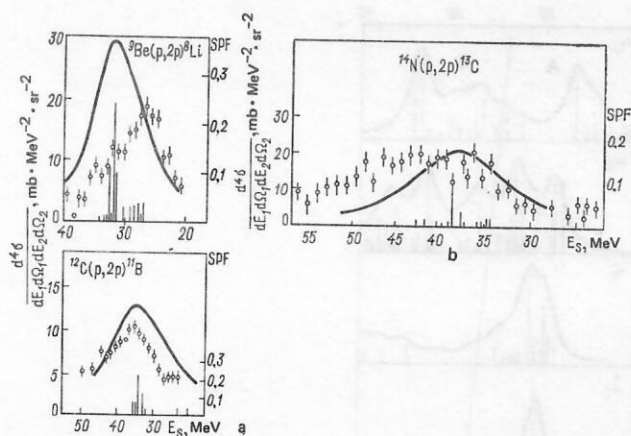 ⁹Be(p,2p)⁸Li
SPF
30
20
10
0
0,3
0,2
0,1
40
30
20
d⁴σ
dE₁dΩ₁dE₂dΩ₂, mb·MeV⁻²·sr⁻²
¹²C(p,2p)¹¹B
SPF
15
10
5
0
0,3
0,2
0,1
40
30
E_S, MeV
a
¹⁴N(p,2p)¹³C
SPF
30
20
10
0
0,2
0,1
55
50
45
40
35
30
25
E_S, MeV
b
d⁴σ
dE₁dΩ₁dE₂dΩ₂, mb·MeV⁻²·sr⁻²